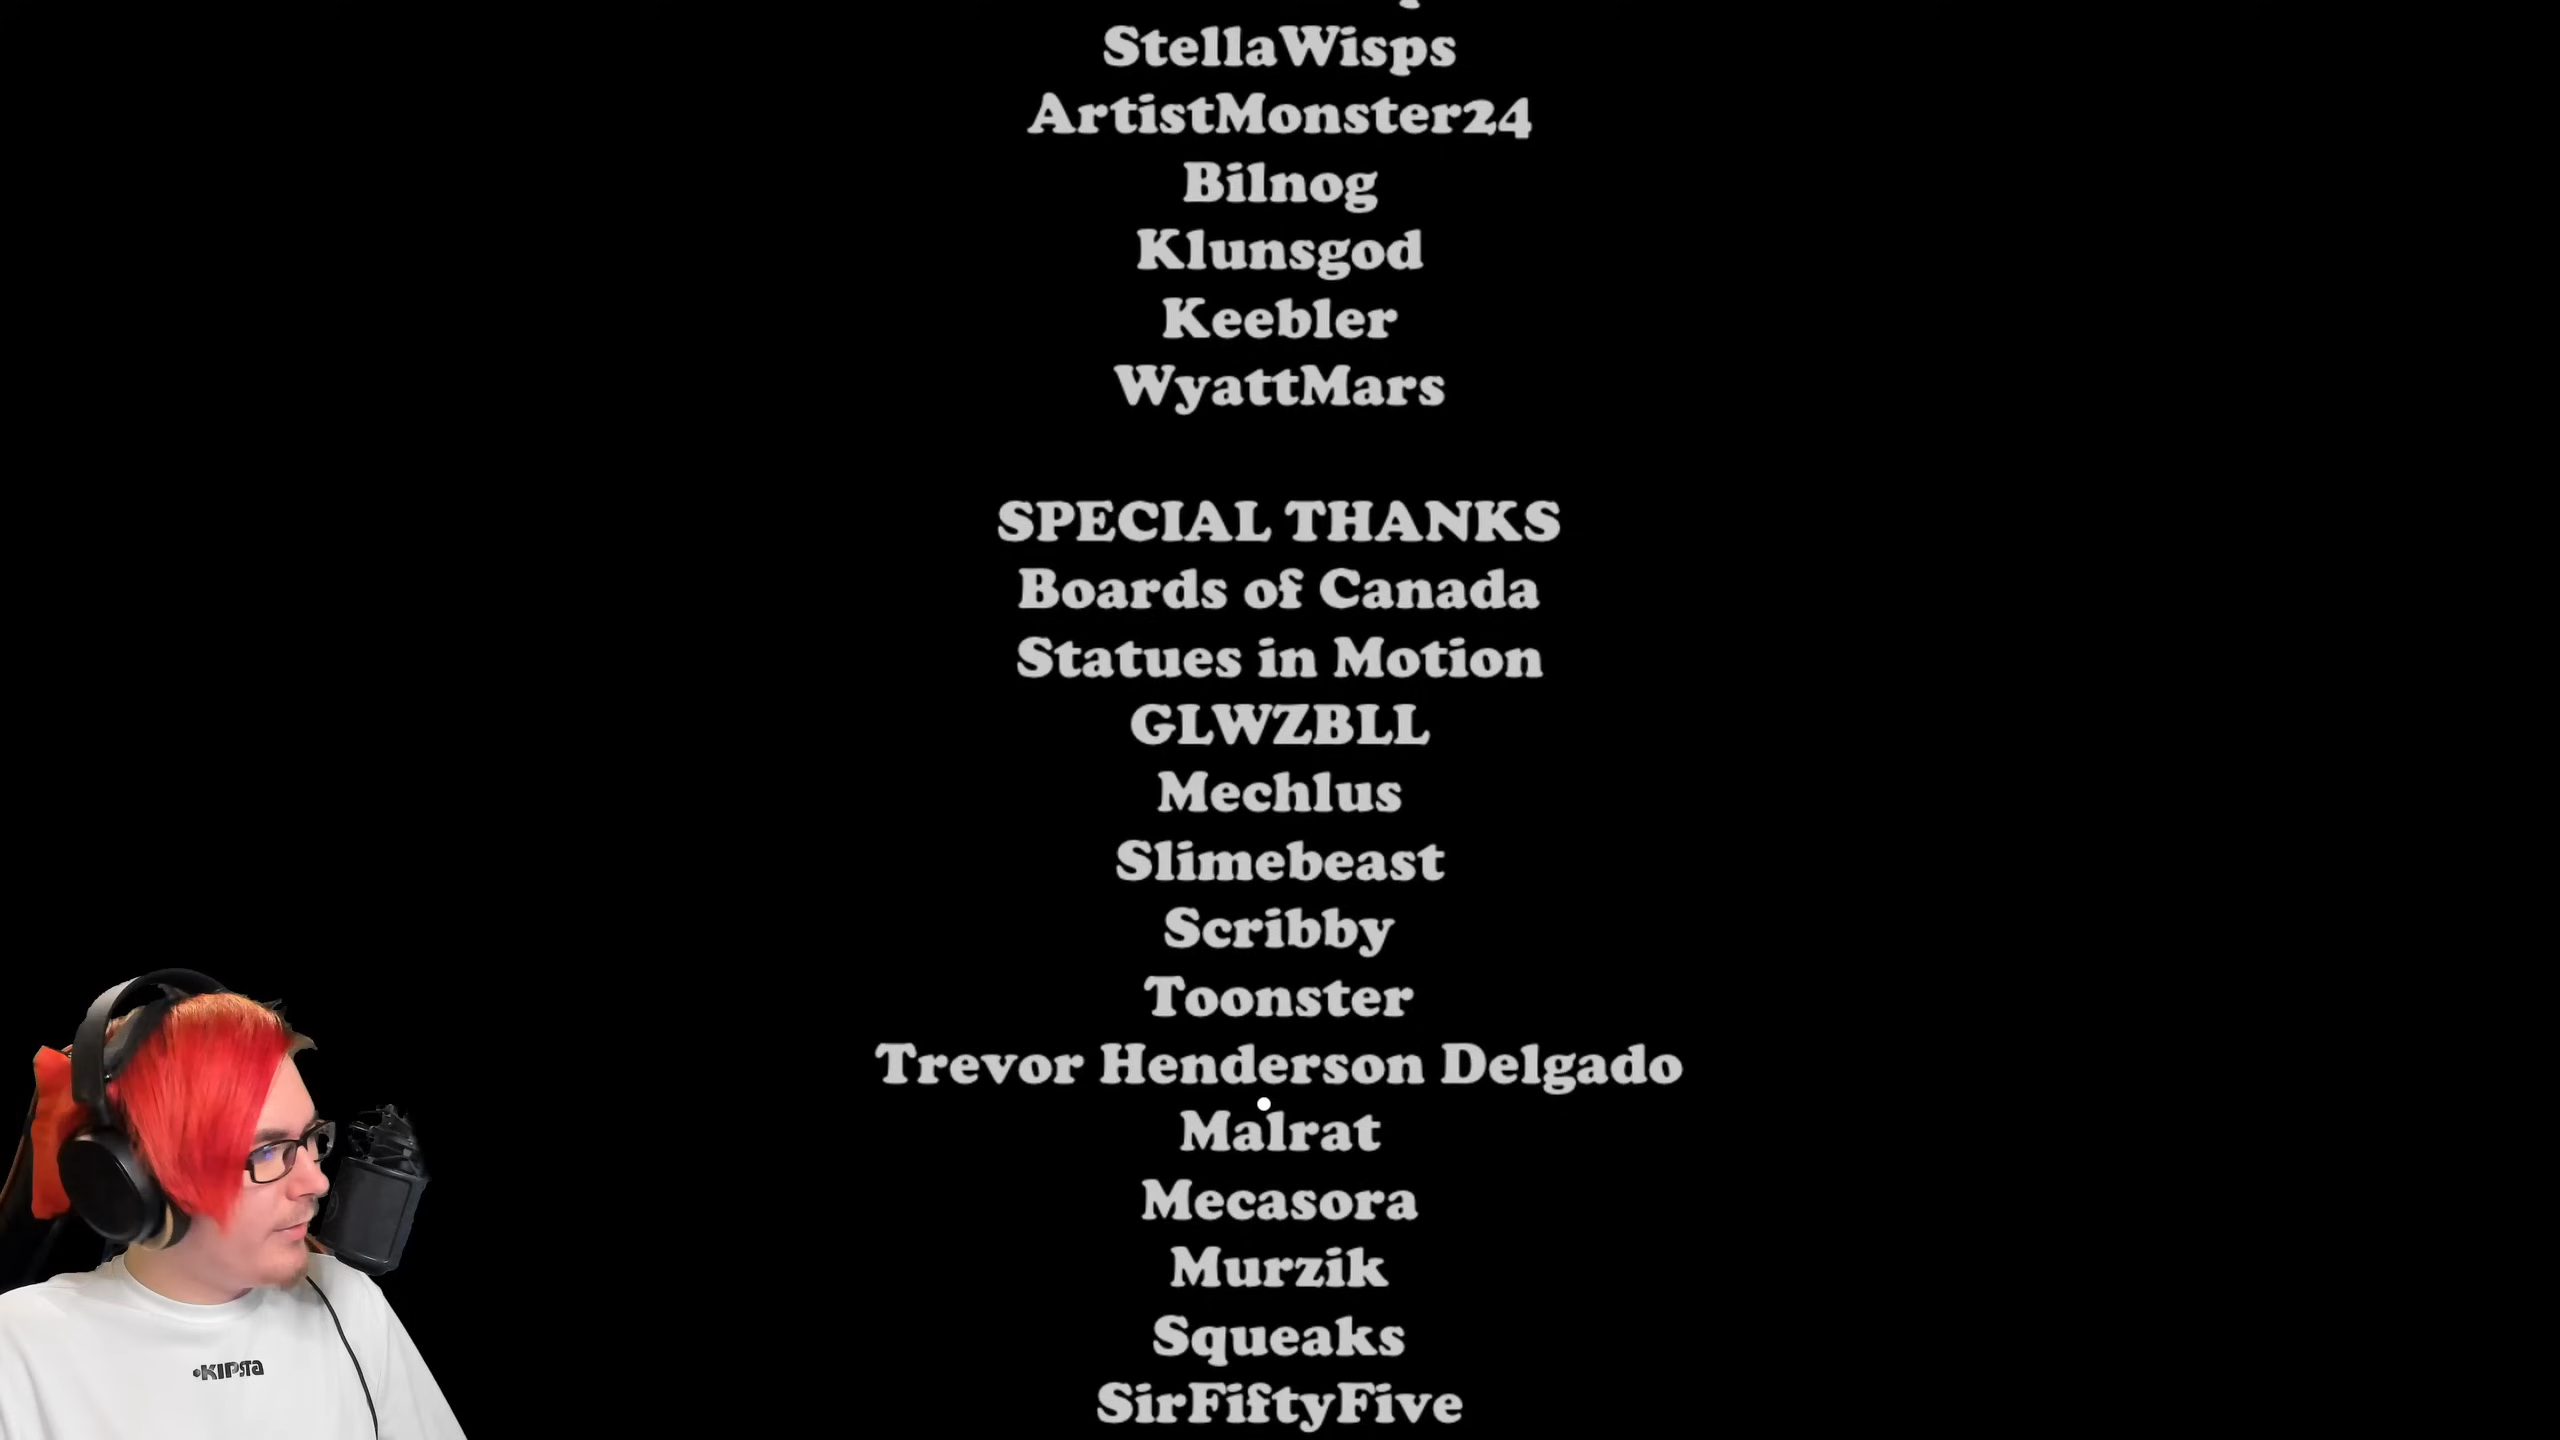 StellaWisps
ArtistMonster24
Bilnog
Klunsgod
Keebler
WyattMars
SPECIAL THANKS
Boards of Canada
Statues in Motion
GLWZBLL
Mechlus
Slimebeast
Scribby
Toonster
Trevor Henderson Delgado
Malrat
Mecasora
Murzik
Squeaks
SirFiftyFive
KIPSTA